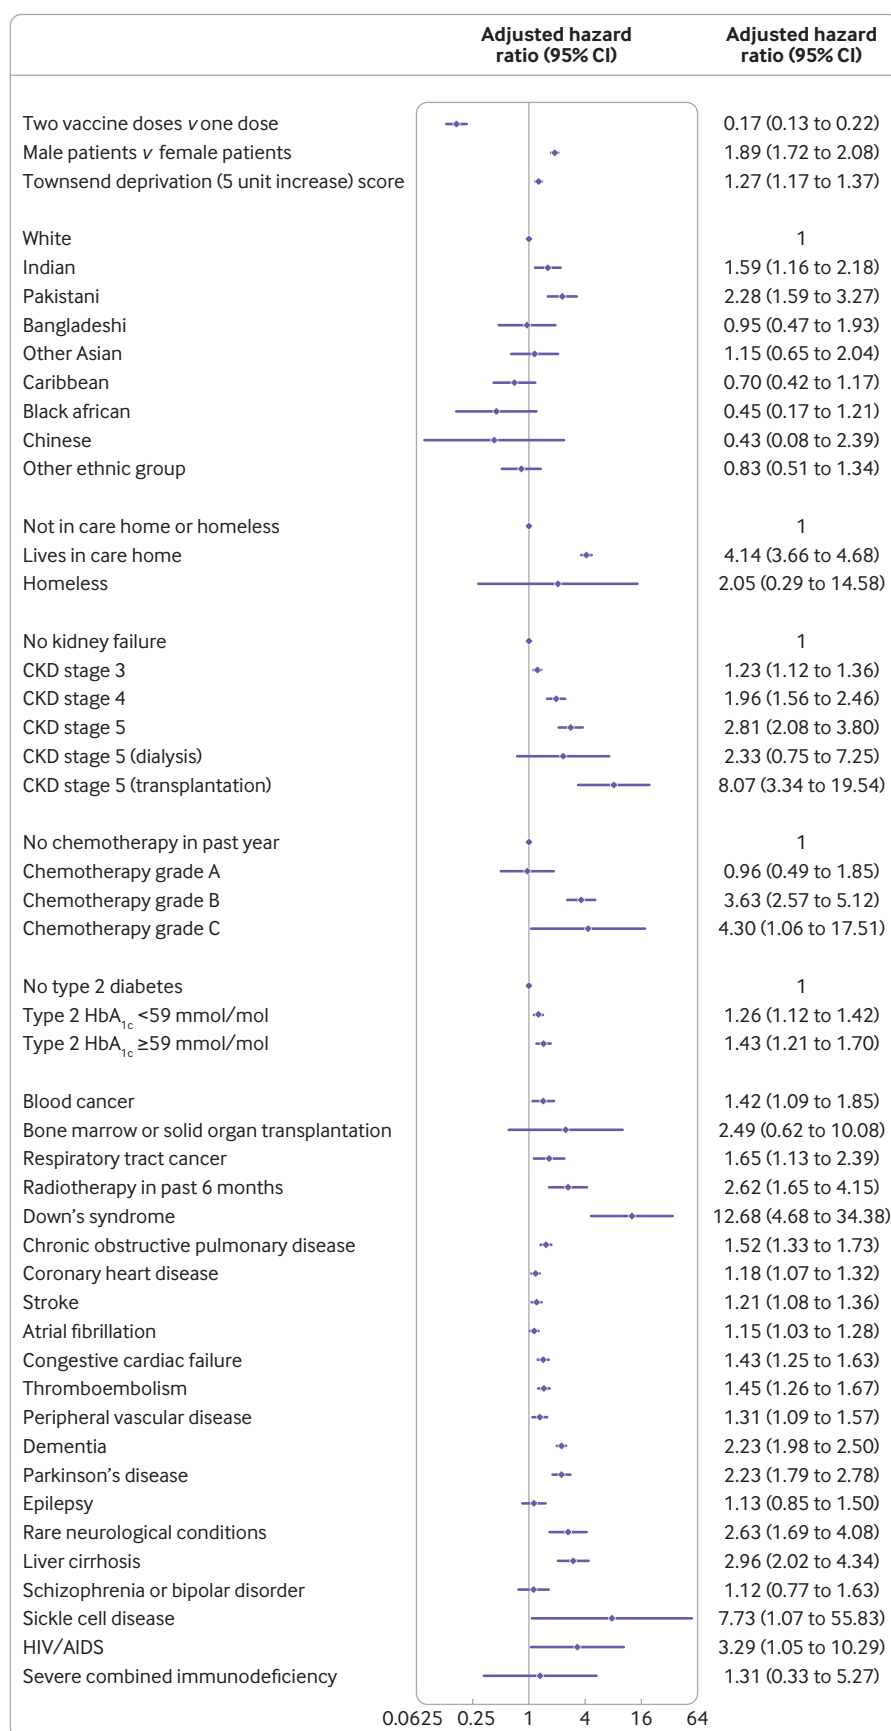 Adjusted hazard ratio (95% CI) Adjusted hazard ratio (95% CI)
Two vaccine doses v one dose 0.17 (0.13 to 0.22)
Male patients v female patients 1.89 (1.72 to 2.08)
Townsend deprivation (5 unit increase) score 1.27 (1.17 to 1.37)
White 1
Indian 1.59 (1.16 to 2.18)
Pakistani 2.28 (1.59 to 3.27)
Bangladeshi 0.95 (0.47 to 1.93)
Other Asian 1.15 (0.65 to 2.04)
Caribbean 0.70 (0.42 to 1.17)
Black african 0.45 (0.17 to 1.21)
Chinese 0.43 (0.08 to 2.39)
Other ethnic group 0.83 (0.51 to 1.34)
Not in care home or homeless 1
Lives in care home 4.14 (3.66 to 4.68)
Homeless 2.05 (0.29 to 14.58)
No kidney failure 1
CKD stage 3 1.23 (1.12 to 1.36)
CKD stage 4 1.96 (1.56 to 2.46)
CKD stage 5 2.81 (2.08 to 3.80)
CKD stage 5 (dialysis) 2.33 (0.75 to 7.25)
CKD stage 5 (transplantation) 8.07 (3.34 to 19.54)
No chemotherapy in past year 1
Chemotherapy grade A 0.96 (0.49 to 1.85)
Chemotherapy grade B 3.63 (2.57 to 5.12)
Chemotherapy grade C 4.30 (1.06 to 17.51)
No type 2 diabetes 1
Type 2 HbA1c <59 mmol/mol 1.26 (1.12 to 1.42)
Type 2 HbA1c ≥59 mmol/mol 1.43 (1.21 to 1.70)
Blood cancer 1.42 (1.09 to 1.85)
Bone marrow or solid organ transplantation 2.49 (0.62 to 10.08)
Respiratory tract cancer 1.65 (1.13 to 2.39)
Radiotherapy in past 6 months 2.62 (1.65 to 4.15)
Down's syndrome 12.68 (4.68 to 34.38)
Chronic obstructive pulmonary disease 1.52 (1.33 to 1.73)
Coronary heart disease 1.18 (1.07 to 1.32)
Stroke 1.21 (1.08 to 1.36)
Atrial fibrillation 1.15 (1.03 to 1.28)
Congestive cardiac failure 1.43 (1.25 to 1.63)
Thromboembolism 1.45 (1.26 to 1.67)
Peripheral vascular disease 1.31 (1.09 to 1.57)
Dementia 2.23 (1.98 to 2.50)
Parkinson's disease 2.23 (1.79 to 2.78)
Epilepsy 1.13 (0.85 to 1.50)
Rare neurological conditions 2.63 (1.69 to 4.08)
Liver cirrhosis 2.96 (2.02 to 4.34)
Schizophrenia or bipolar disorder 1.12 (0.77 to 1.63)
Sickle cell disease 7.73 (1.07 to 55.83)
HIV/AIDS 3.29 (1.05 to 10.29)
Severe combined immunodeficiency 1.31 (0.33 to 5.27)
0.0625 0.25 1 4 16 64